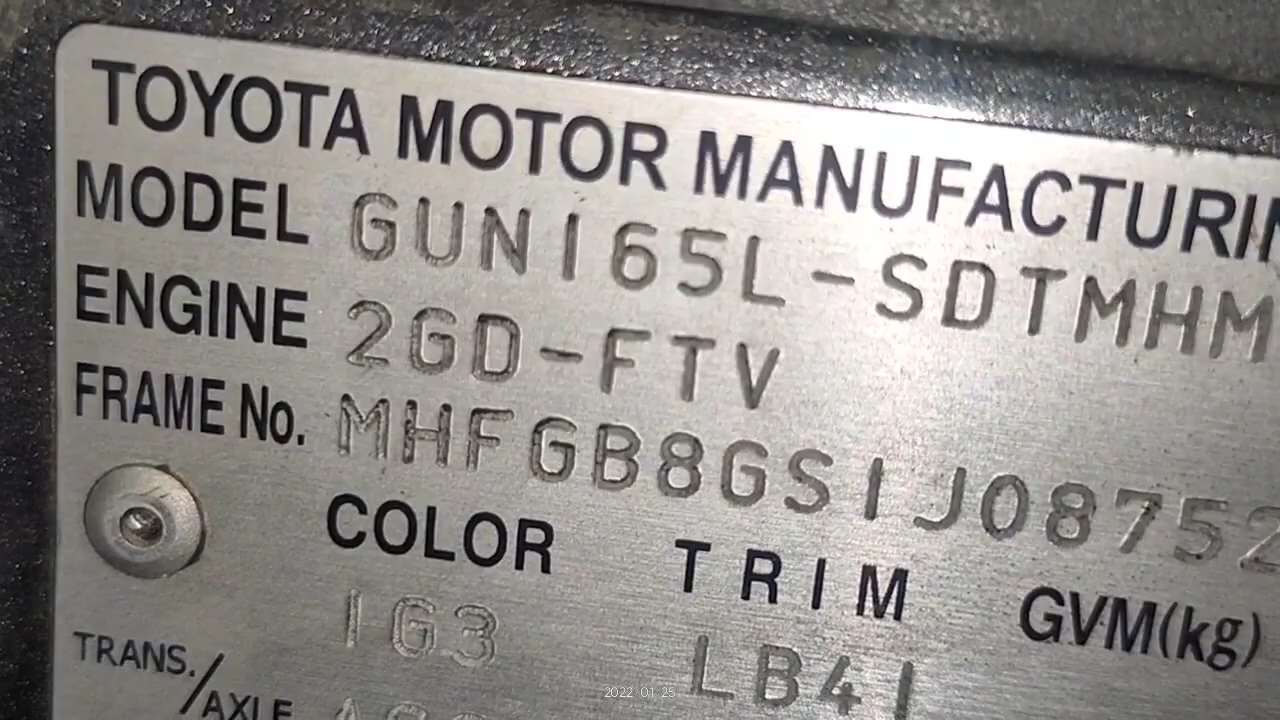 TOYOTA MOTOR MANUFACTURIN
MODEL GUN165L-SDTMHM
ENGINE 2GD-FTV
FRAME No. MHFGB8GS1J08752
COLOR TRIM GVM(kg)
1G3 LB41
TRANS./AXLE
2022 01 25